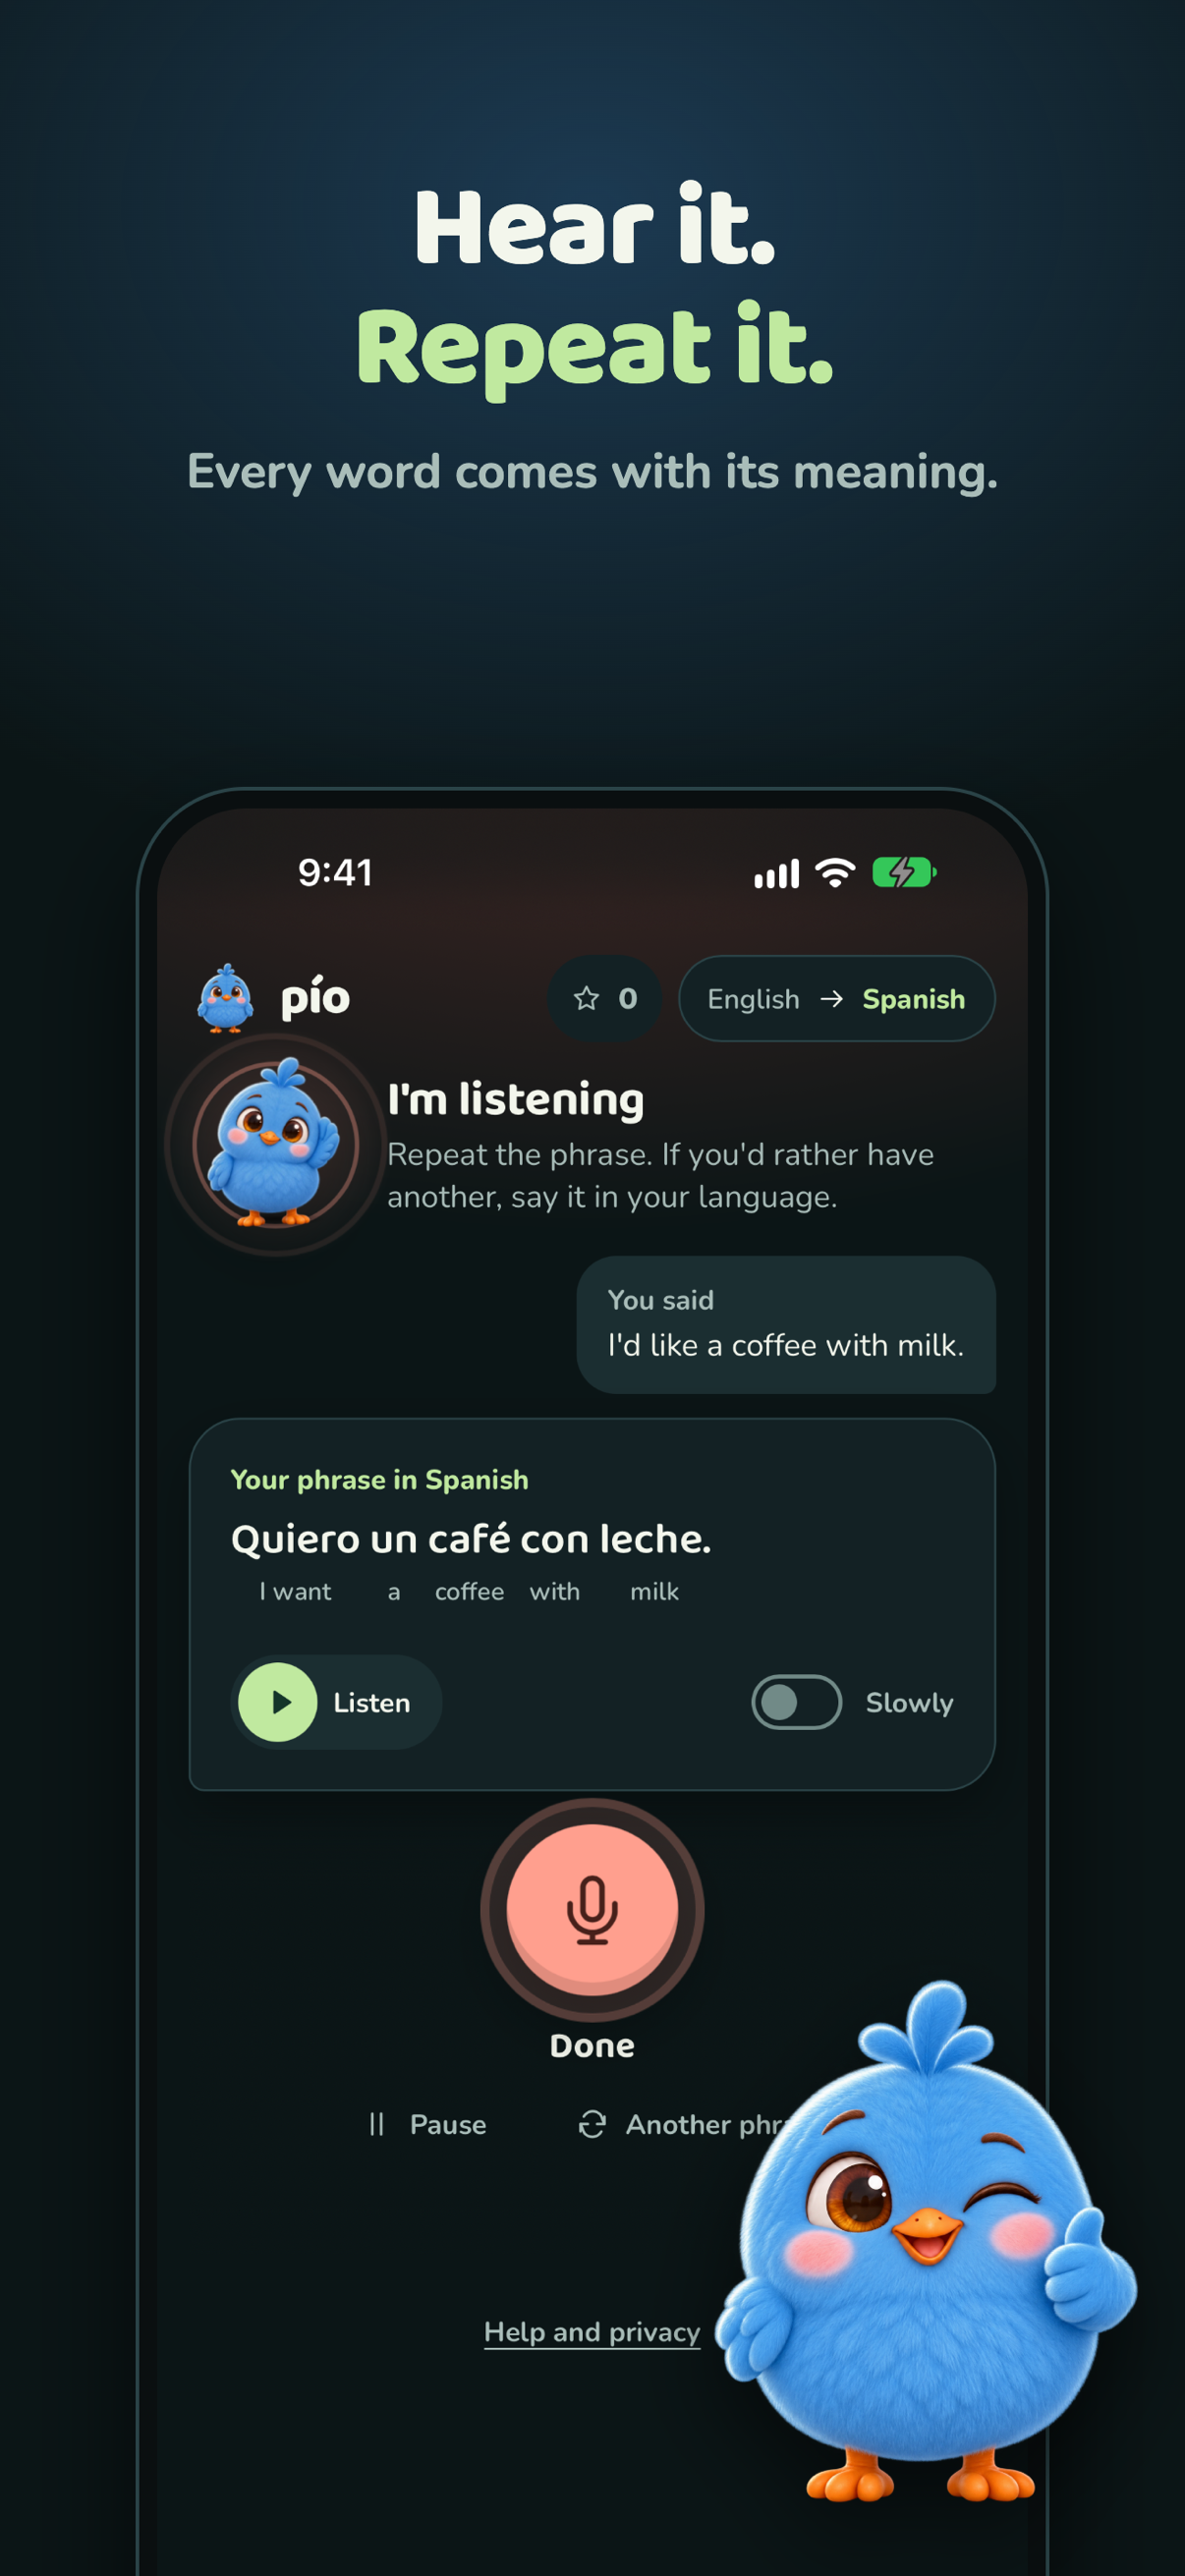 Hear it.
Repeat it.
Every word comes with its meaning.
9:41
pío
0
English → Spanish
I'm listening
Repeat the phrase. If you'd rather have
another, say it in your language.
You said
I'd like a coffee with milk.
Your phrase in Spanish
Quiero un café con leche.
I want a coffee with milk
Listen
Slowly
Done
Pause
Another
Help and privacy